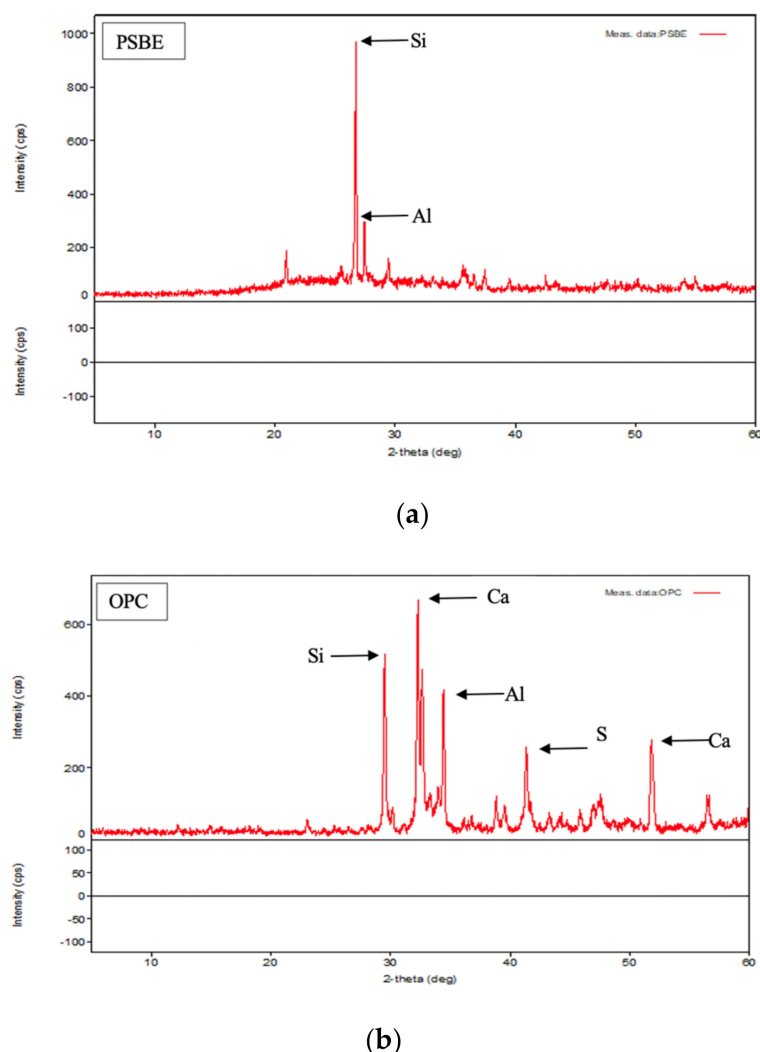 PSBE
Meas. data:PSBE
Si
Al
Intensity (cps)
1000
800
600
400
200
0
Intensity (cps)
100
0
-100
10 20 30 40 50 60
2-theta (deg)
(a)
OPC
Meas. data:OPC
Ca
Si
Al
S
Ca
Intensity (cps)
600
400
200
0
Intensity (cps)
100
50
0
-50
-100
10 20 30 40 50 60
2-theta (deg)
(b)